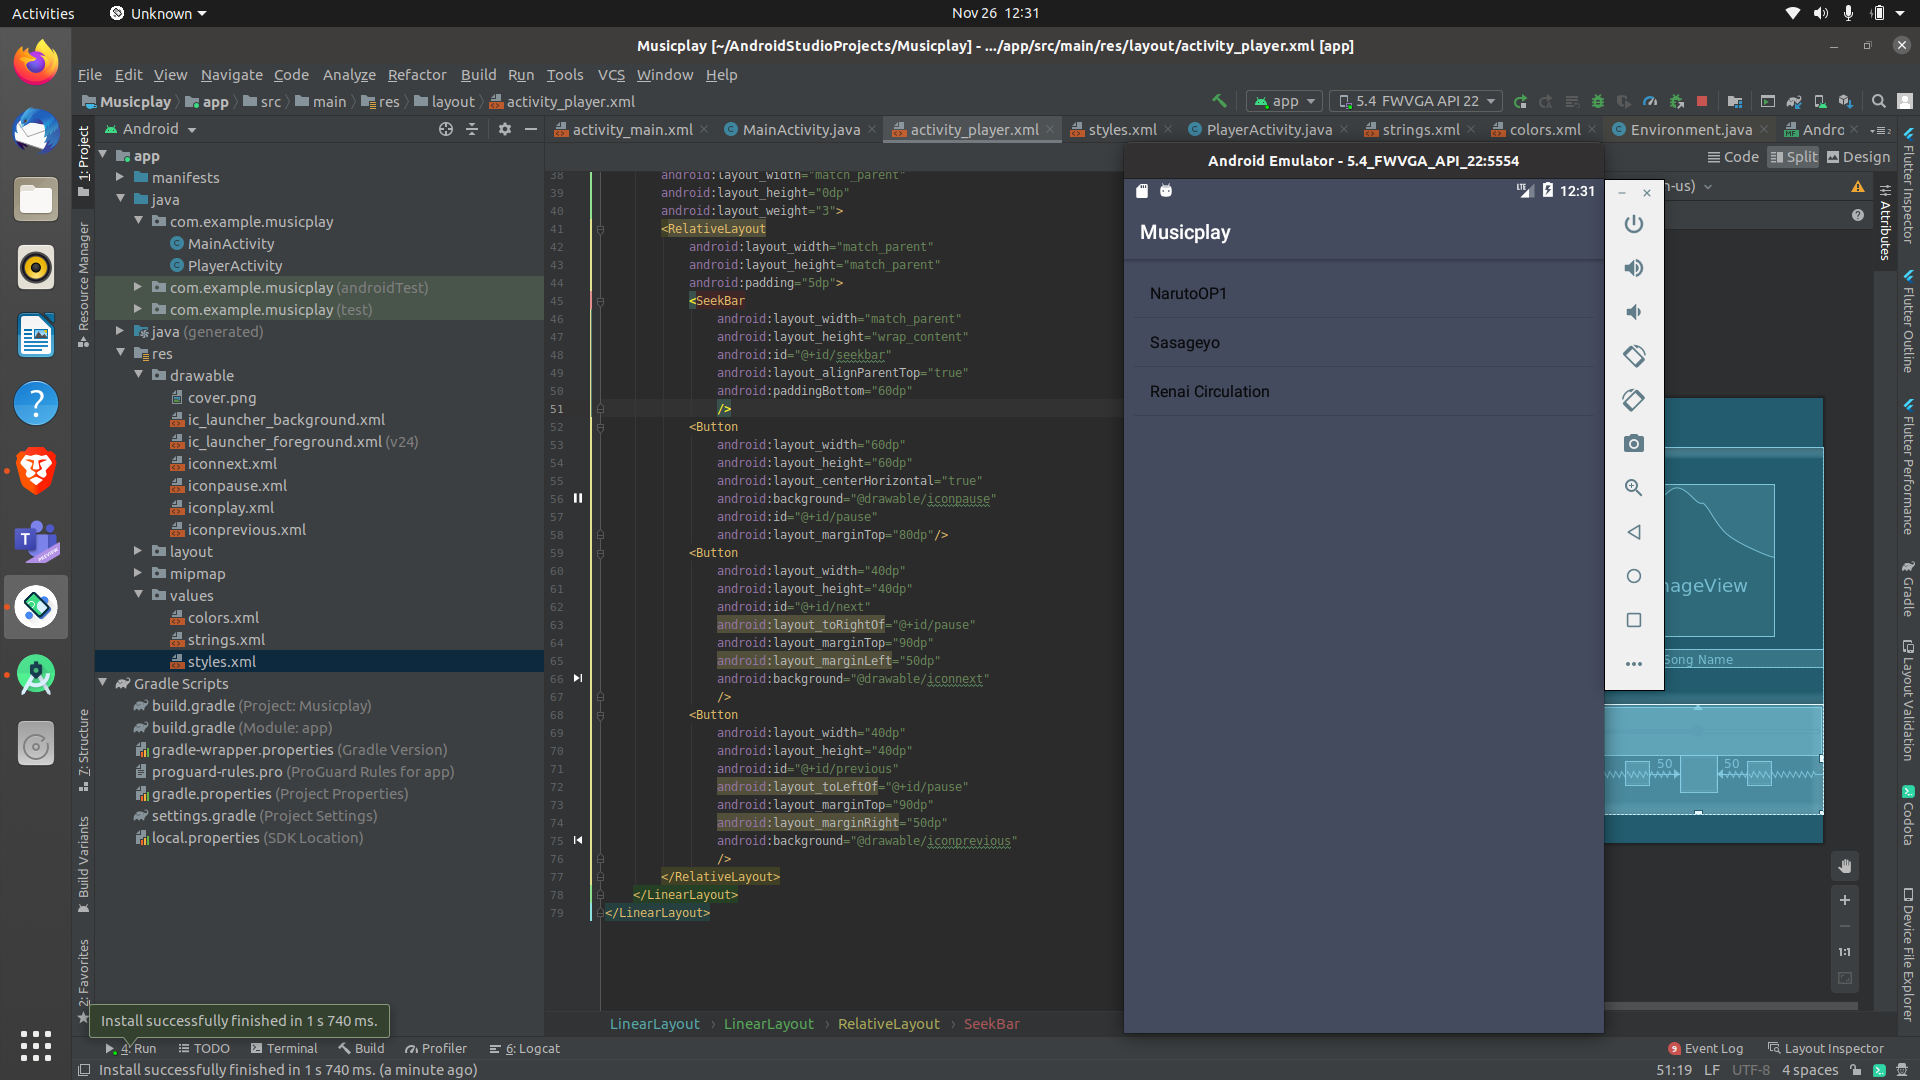 Activities
Unknown
Nov 26 12:31
Musicplay [~/AndroidStudioProjects/Musicplay] - .../app/src/main/res/layout/activity_player.xml [app]
File Edit View Navigate Code Analyze Refactor Build Run Tools VCS Window Help
Musicplay app src main res layout activity_player.xml
app
5.4 FWVGA API 22
Android
activity_main.xml MainActivity.java activity_player.xml styles.xml PlayerActivity.java strings.xml colors.xml Environment.java Andro
Code Split Design
n-us)
1: Project
Resource Manager
7: Structure
Build Variants
2: Favorites
app
manifests
java
com.example.musicplay
MainActivity
PlayerActivity
com.example.musicplay (androidTest)
com.example.musicplay (test)
java (generated)
res
drawable
cover.png
ic_launcher_background.xml
ic_launcher_foreground.xml (v24)
iconnext.xml
iconpause.xml
iconplay.xml
iconprevious.xml
layout
mipmap
values
colors.xml
strings.xml
styles.xml
Gradle Scripts
build.gradle (Project: Musicplay)
build.gradle (Module: app)
gradle-wrapper.properties (Gradle Version)
proguard-rules.pro (ProGuard Rules for app)
gradle.properties (Project Properties)
settings.gradle (Project Settings)
local.properties (SDK Location)
38 android:layout_width="match_parent"
39 android:layout_height="0dp"
40 android:layout_weight="3">
41 <RelativeLayout
42 android:layout_width="match_parent"
43 android:layout_height="match_parent"
44 android:padding="5dp">
45 <SeekBar
46 android:layout_width="match_parent"
47 android:layout_height="wrap_content"
48 android:id="@+id/seekbar"
49 android:layout_alignParentTop="true"
50 android:paddingBottom="60dp"
51 />
52 <Button
53 android:layout_width="60dp"
54 android:layout_height="60dp"
55 android:layout_centerHorizontal="true"
56 android:background="@drawable/iconpause"
57 android:id="@+id/pause"
58 android:layout_marginTop="80dp"/>
59 <Button
60 android:layout_width="40dp"
61 android:layout_height="40dp"
62 android:id="@+id/next"
63 android:layout_toRightOf="@+id/pause"
64 android:layout_marginTop="90dp"
65 android:layout_marginLeft="50dp"
66 android:background="@drawable/iconnext"
67 />
68 <Button
69 android:layout_width="40dp"
70 android:layout_height="40dp"
71 android:id="@+id/previous"
72 android:layout_toLeftOf="@+id/pause"
73 android:layout_marginTop="90dp"
74 android:layout_marginRight="50dp"
75 android:background="@drawable/iconprevious"
76 />
77 </RelativeLayout>
78 </LinearLayout>
79 </LinearLayout>
LinearLayout LinearLayout RelativeLayout SeekBar
Android Emulator - 5.4_FWVGA_API_22:5554
LTE 12:31
Musicplay
NarutoOP1
Sasageyo
Renai Circulation
ImageView
Song Name
50 50
1:1
Attributes
Flutter Inspector
Flutter Outline
Flutter Performance
Gradle
Layout Validation
Codota
Device File Explorer
Install successfully finished in 1 s 740 ms.
4: Run TODO Terminal Build Profiler 6: Logcat
9 Event Log Layout Inspector
Install successfully finished in 1 s 740 ms. (a minute ago)
51:19 LF UTF-8 4 spaces